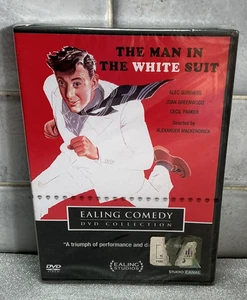 THE MAN IN
THE WHITE SUIT
ALEC GUINNESS
JOAN GREENWOOD
CECIL PARKER
Directed by
ALEXANDER MACKENDRICK
EALING COMEDY
DVD COLLECTION
"A triumph of performance and
DVD
EALING
STUDIOS
STUDIO CANAL